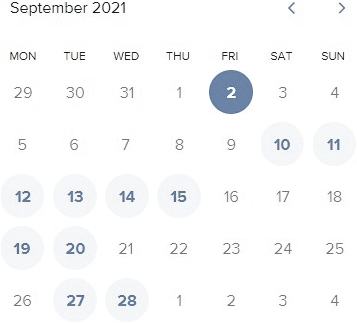 September 2021
MON TUE WED THU FRI SAT SUN
29 30 31 1 2 3 4
5 6 7 8 9 10 11
12 13 14 15 16 17 18
19 20 21 22 23 24 25
26 27 28 1 2 3 4